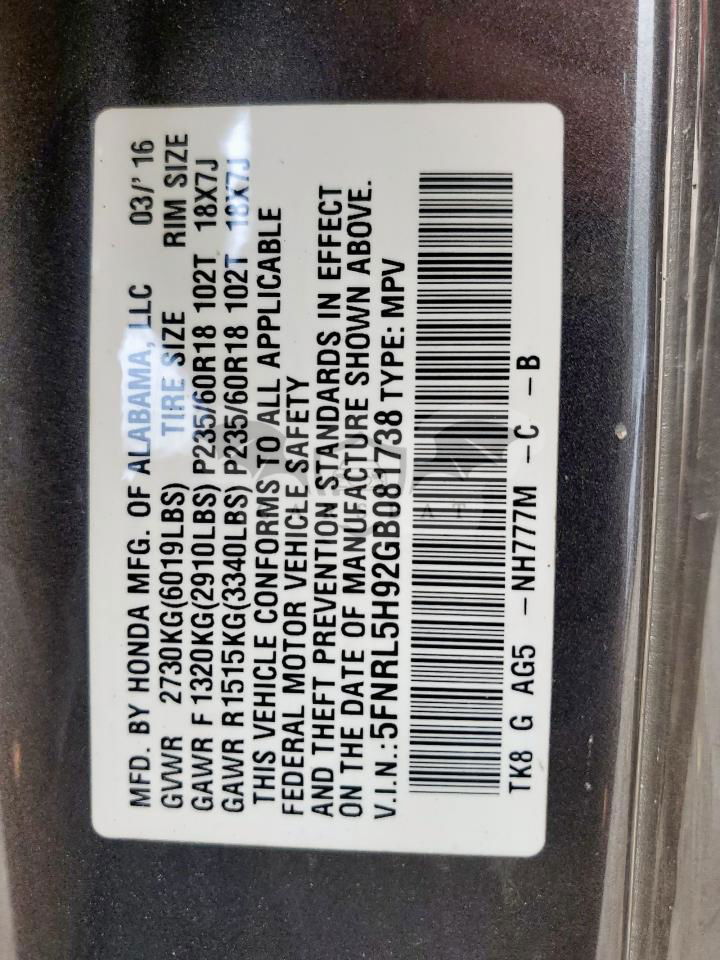 MFD. BY HONDA MFG. OF ALABAMA, LLC 03/' 16
GVWR 2730KG(6019LBS) TIRE SIZE RIM SIZE
GAWR F 1320KG(2910LBS) P235/60R18 102T 18X7J
GAWR R1515KG(3340LBS) P235/60R18 102T 18X7J
THIS VEHICLE CONFORMS TO ALL APPLICABLE
FEDERAL MOTOR VEHICLE SAFETY
AND THEFT PREVENTION STANDARDS IN EFFECT
ON THE DATE OF MANUFACTURE SHOWN ABOVE.
V.I.N.:5FNRL5H92GB081738 TYPE: MPV
TK8 G AG5 -NH777M -C -B